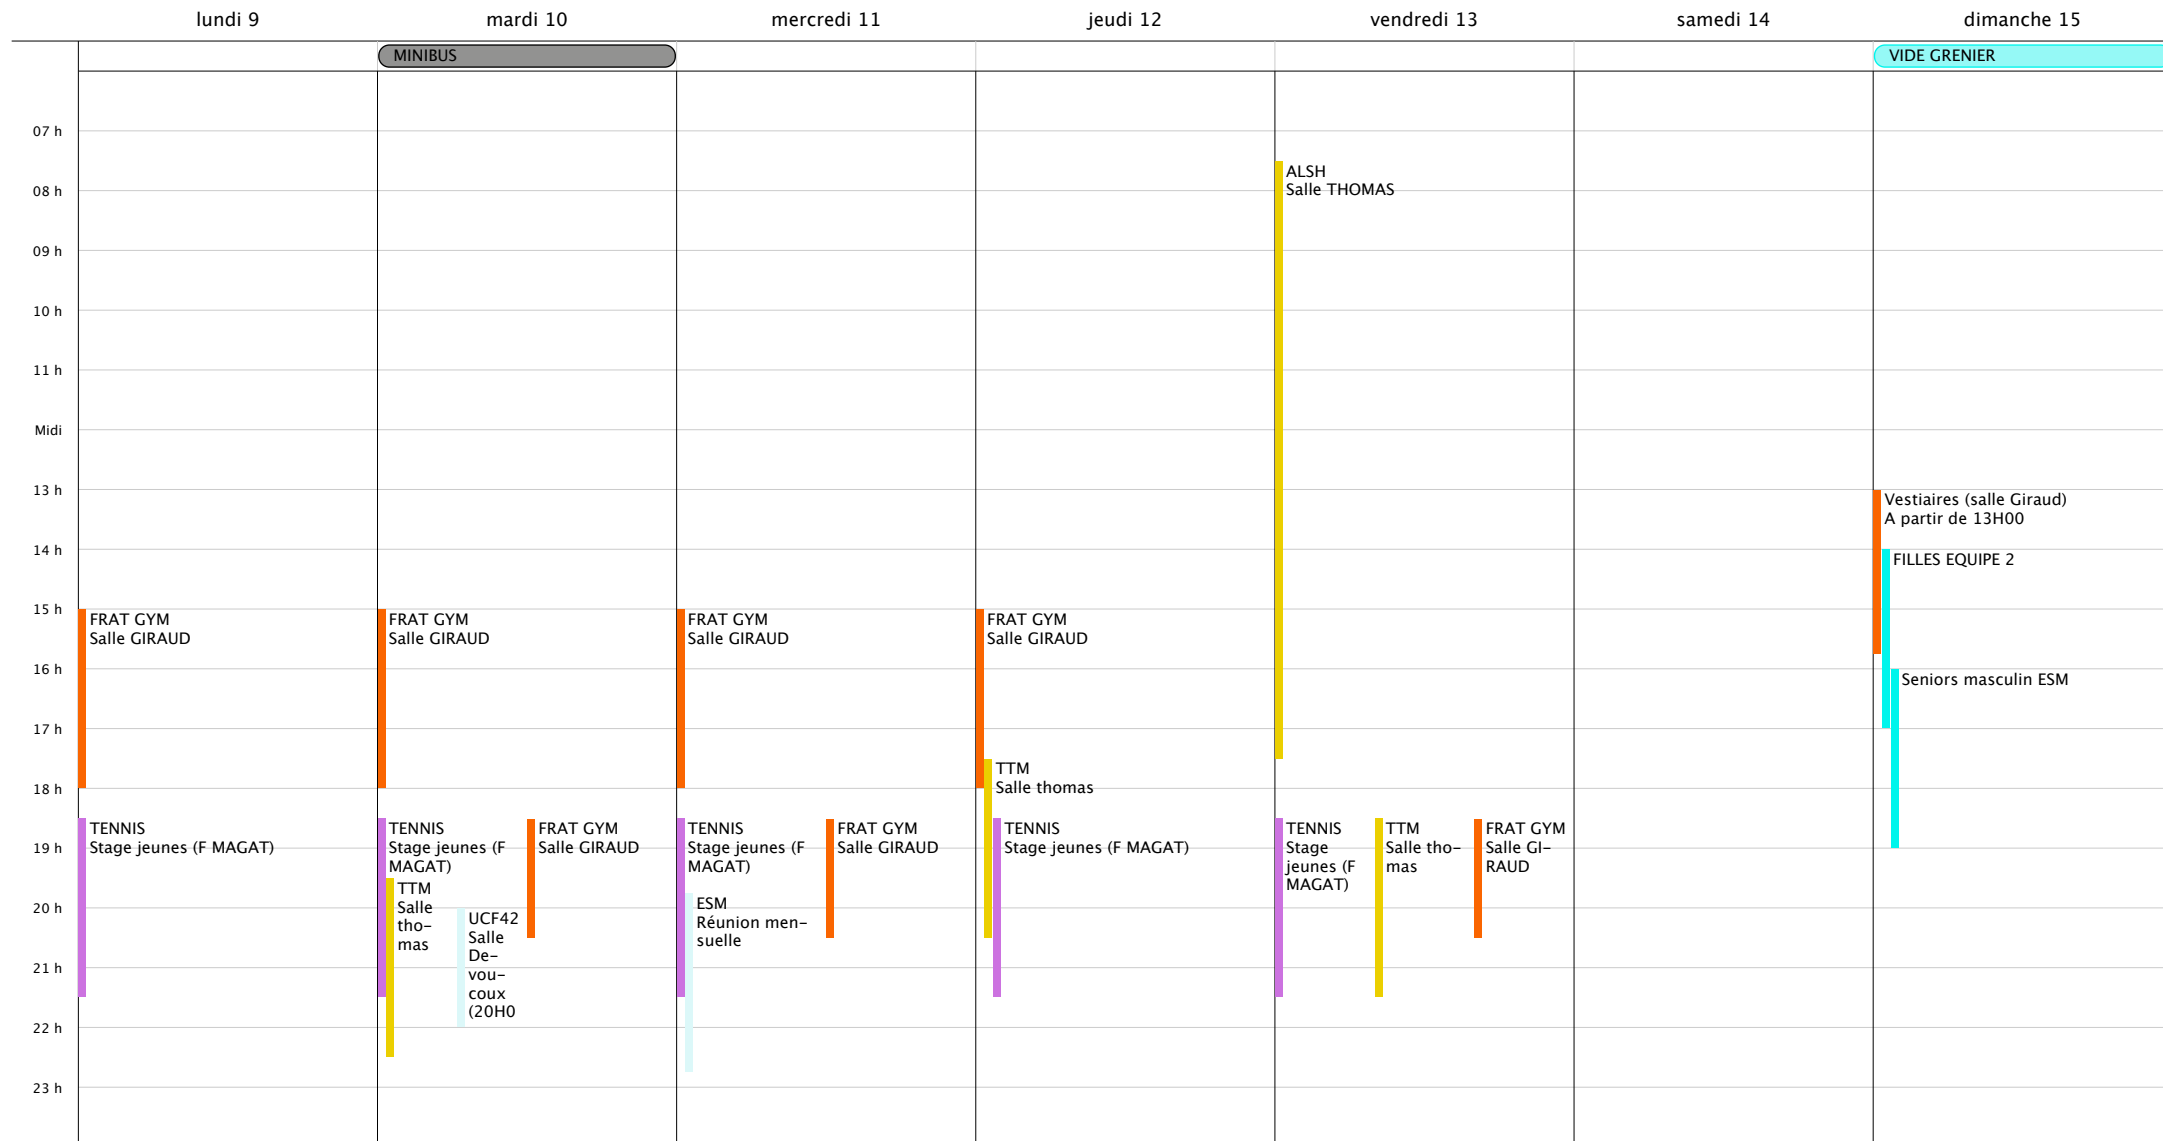 lundi 9
mardi 10
mercredi 11
jeudi 12
vendredi 13
samedi 14
dimanche 15
MINIBUS
VIDE GRENIER
07 h
08 h
09 h
10 h
11 h
Midi
13 h
14 h
15 h
16 h
17 h
18 h
19 h
20 h
21 h
22 h
23 h
FRAT GYM
Salle GIRAUD
TENNIS
Stage jeunes (F MAGAT)
FRAT GYM
Salle GIRAUD
TENNIS
Stage jeunes (F
MAGAT)
TTM
Salle
tho-
mas
UCF42
Salle
De-
vou-
coux
(20H0
FRAT GYM
Salle GIRAUD
FRAT GYM
Salle GIRAUD
TENNIS
Stage jeunes (F
MAGAT)
ESM
Réunion men-
suelle
FRAT GYM
Salle GIRAUD
FRAT GYM
Salle GIRAUD
TTM
Salle thomas
TENNIS
Stage jeunes (F MAGAT)
ALSH
Salle THOMAS
TENNIS
Stage
jeunes (F
MAGAT)
TTM
Salle tho-
mas
FRAT GYM
Salle GI-
RAUD
Vestiaires (salle Giraud)
A partir de 13H00
FILLES EQUIPE 2
Seniors masculin ESM